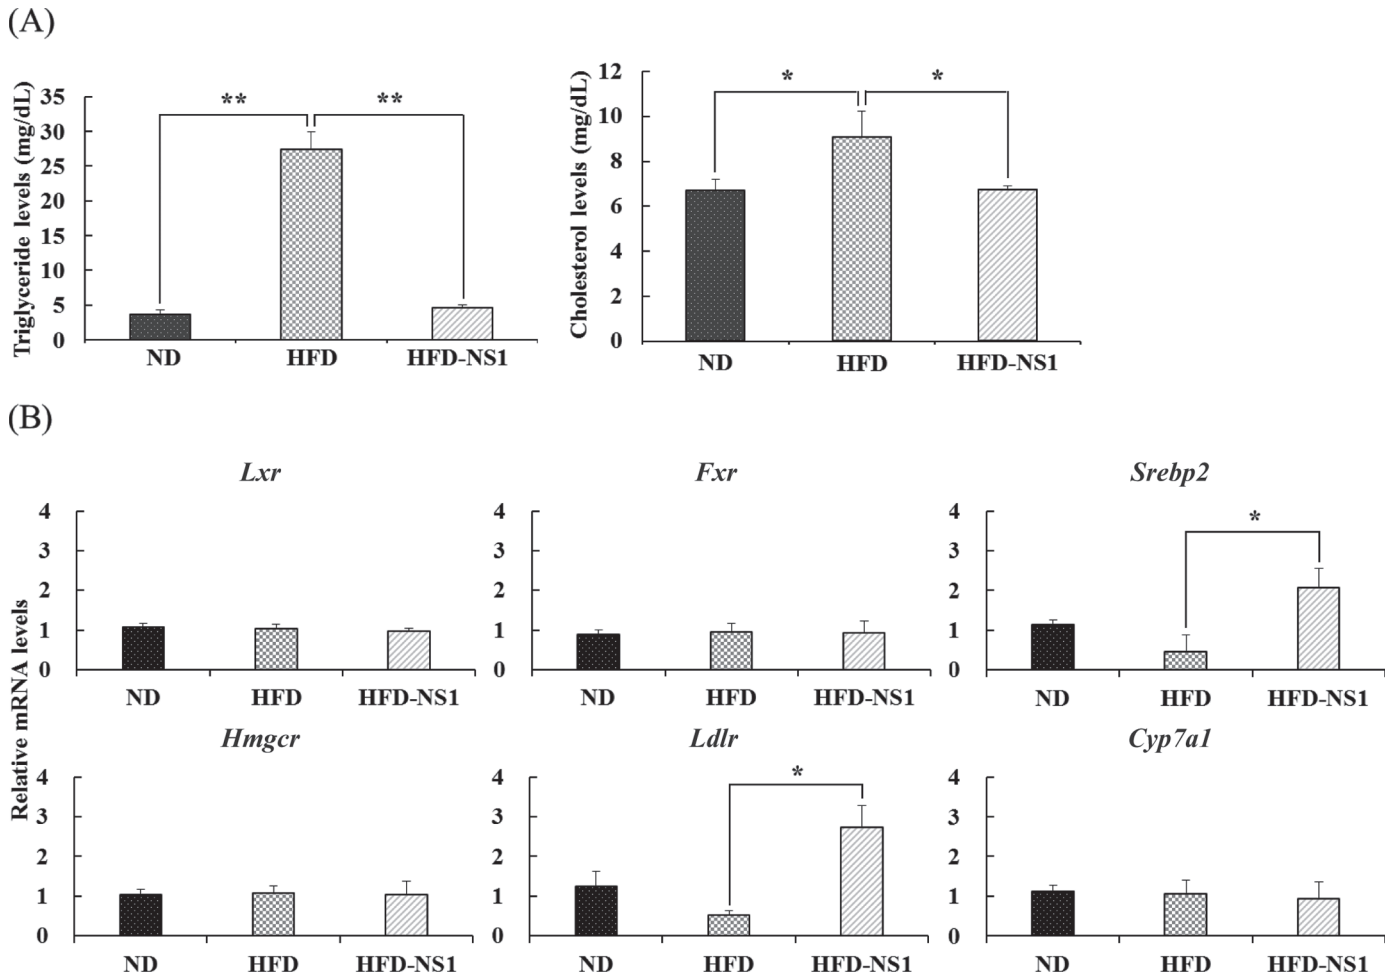 (A)
Triglyceride levels (mg/dL)
35
30
25
20
15
10
5
0
**
**
ND
HFD
HFD-NS1
Cholesterol levels (mg/dL)
12
10
8
6
4
2
0
*
*
ND
HFD
HFD-NS1
(B)
Relative mRNA levels
Lxr
4
3
2
1
0
ND
HFD
HFD-NS1
Fxr
4
3
2
1
0
ND
HFD
HFD-NS1
Srebp2
4
3
2
1
0
*
ND
HFD
HFD-NS1
Hmgcr
4
3
2
1
0
ND
HFD
HFD-NS1
Ldlr
4
3
2
1
0
*
ND
HFD
HFD-NS1
Cyp7a1
4
3
2
1
0
ND
HFD
HFD-NS1